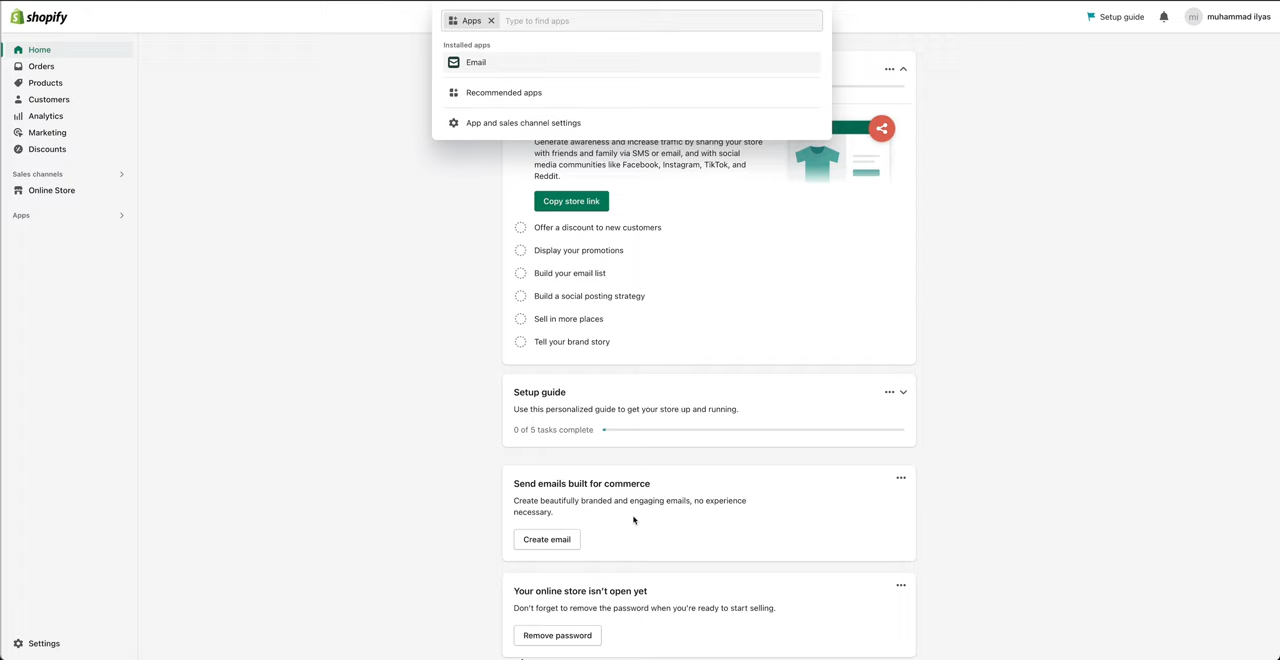 shopify
Apps
Type to find apps
Setup guide
mi
muhammad ilyas
Installed apps
Email
Recommended apps
App and sales channel settings
Home
Orders
Products
Customers
Analytics
Marketing
Discounts
Sales channels
Online Store
Apps
Settings
Generate awareness and increase traffic by sharing your store
with friends and family via SMS or email, and with social
media communities like Facebook, Instagram, TikTok, and
Reddit.
Copy store link
Offer a discount to new customers
Display your promotions
Build your email list
Build a social posting strategy
Sell in more places
Tell your brand story
Setup guide
Use this personalized guide to get your store up and running.
0 of 5 tasks complete
Send emails built for commerce
Create beautifully branded and engaging emails, no experience
necessary.
Create email
Your online store isn't open yet
Don't forget to remove the password when you're ready to start selling.
Remove password